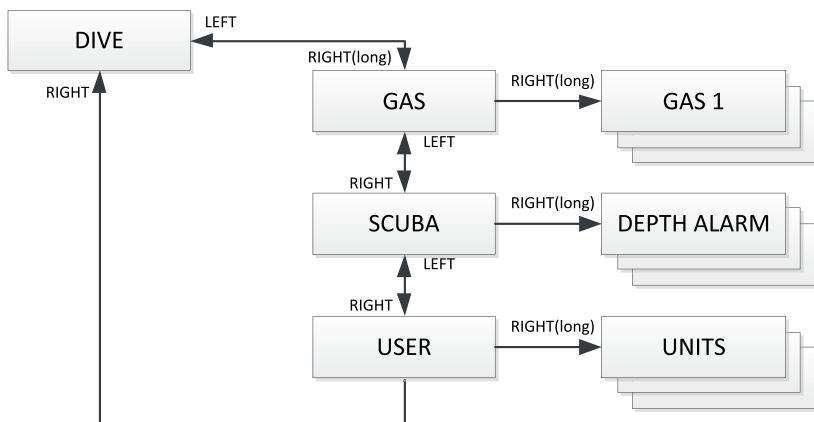 LEFT
DIVE
RIGHT(long)
RIGHT
RIGHT(long)
GAS
GAS 1
LEFT
RIGHT
RIGHT(long)
SCUBA
DEPTH ALARM
LEFT
RIGHT
RIGHT(long)
USER
UNITS